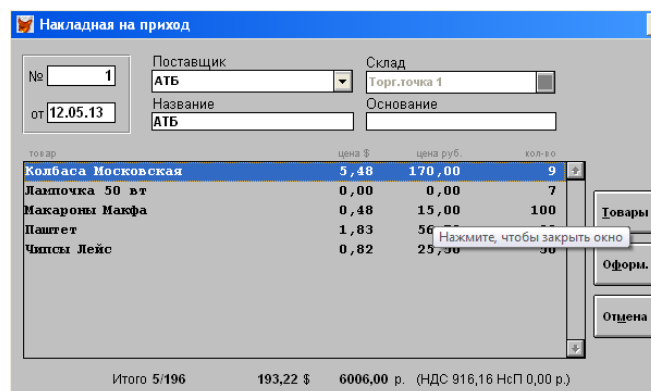 Накладная на приход
Поставщик Склад
№ 1 АТБ Торг.точка 1
Название Основание
от 12.05.13 АТБ
товар цена $ цена руб. кол-во
Колбаса Московская 5,48 170,00 9
Лампочка 50 вт 0,00 0,00 7
Макароны Макфа 0,48 15,00 100
Паштет 1,83
Чипсы Лейс 0,82
Нажмите, чтобы закрыть окно
Товары
Оформ.
Отмена
Итого 5/196 193,22 $ 6006,00 р. (НДС 916,16 НсП 0,00 р.)